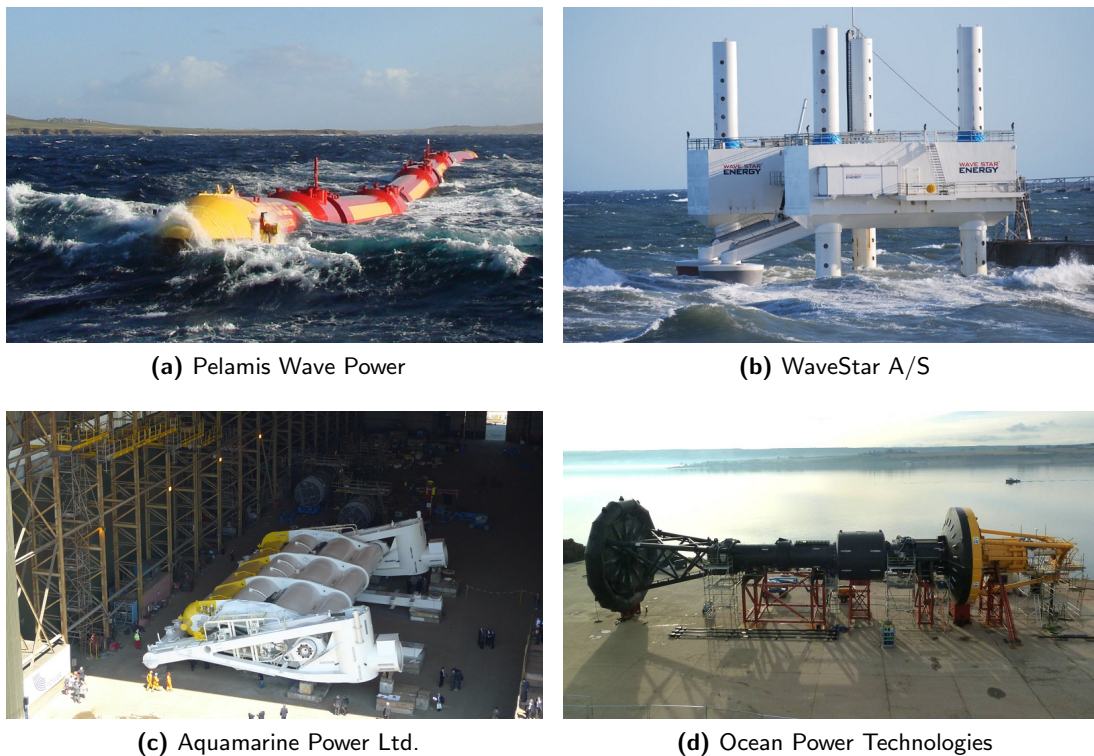 WAVE STAR
ENERGY
WAVE STAR
ENERGY
(a) Pelamis Wave Power
(b) WaveStar A/S
(c) Aquamarine Power Ltd.
(d) Ocean Power Technologies